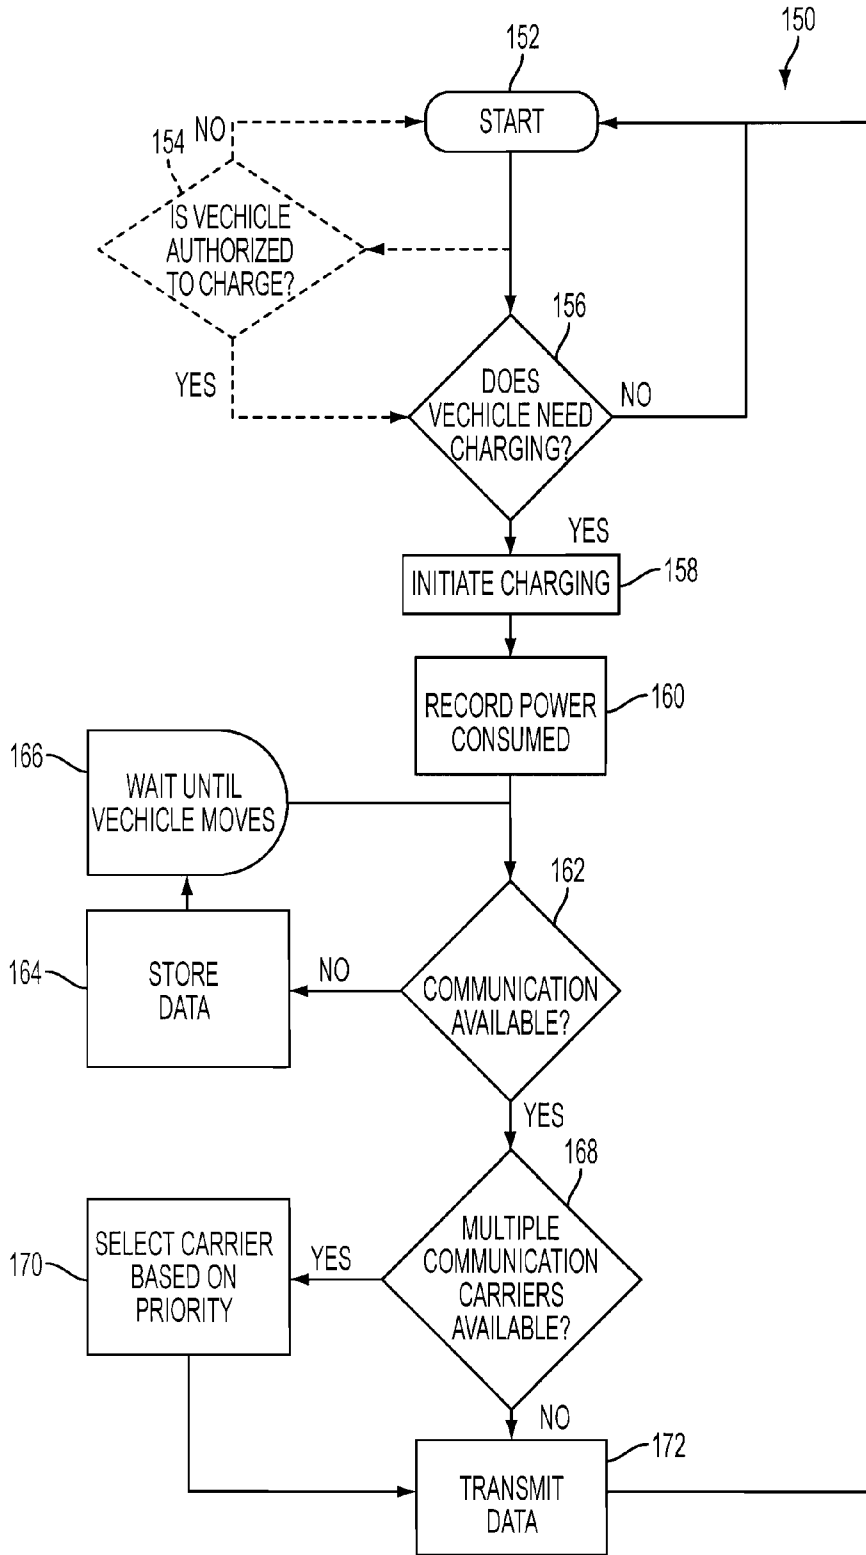 150
152
START
NO
154
IS VECHICLE
AUTHORIZED
TO CHARGE?
YES
156
DOES
VECHICLE NEED
CHARGING?
NO
YES
INITIATE CHARGING
158
RECORD POWER
CONSUMED
160
166
WAIT UNTIL
VECHICLE MOVES
162
COMMUNICATION
AVAILABLE?
NO
164
STORE
DATA
YES
168
MULTIPLE
COMMUNICATION
CARRIERS
AVAILABLE?
YES
170
SELECT CARRIER
BASED ON
PRIORITY
NO
172
TRANSMIT
DATA